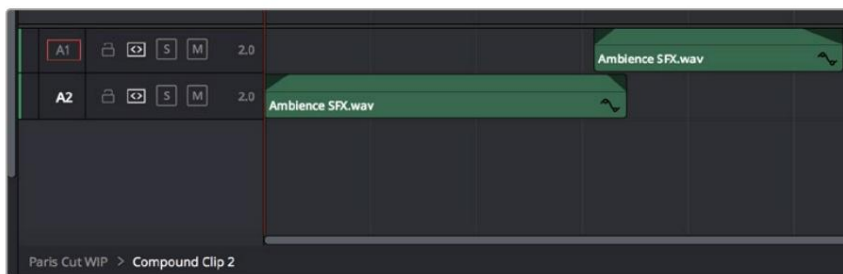 A1 S M 2.0
Ambience SFX.wav
A2 S M 2.0
Ambience SFX.wav
Paris Cut WIP > Compound Clip 2